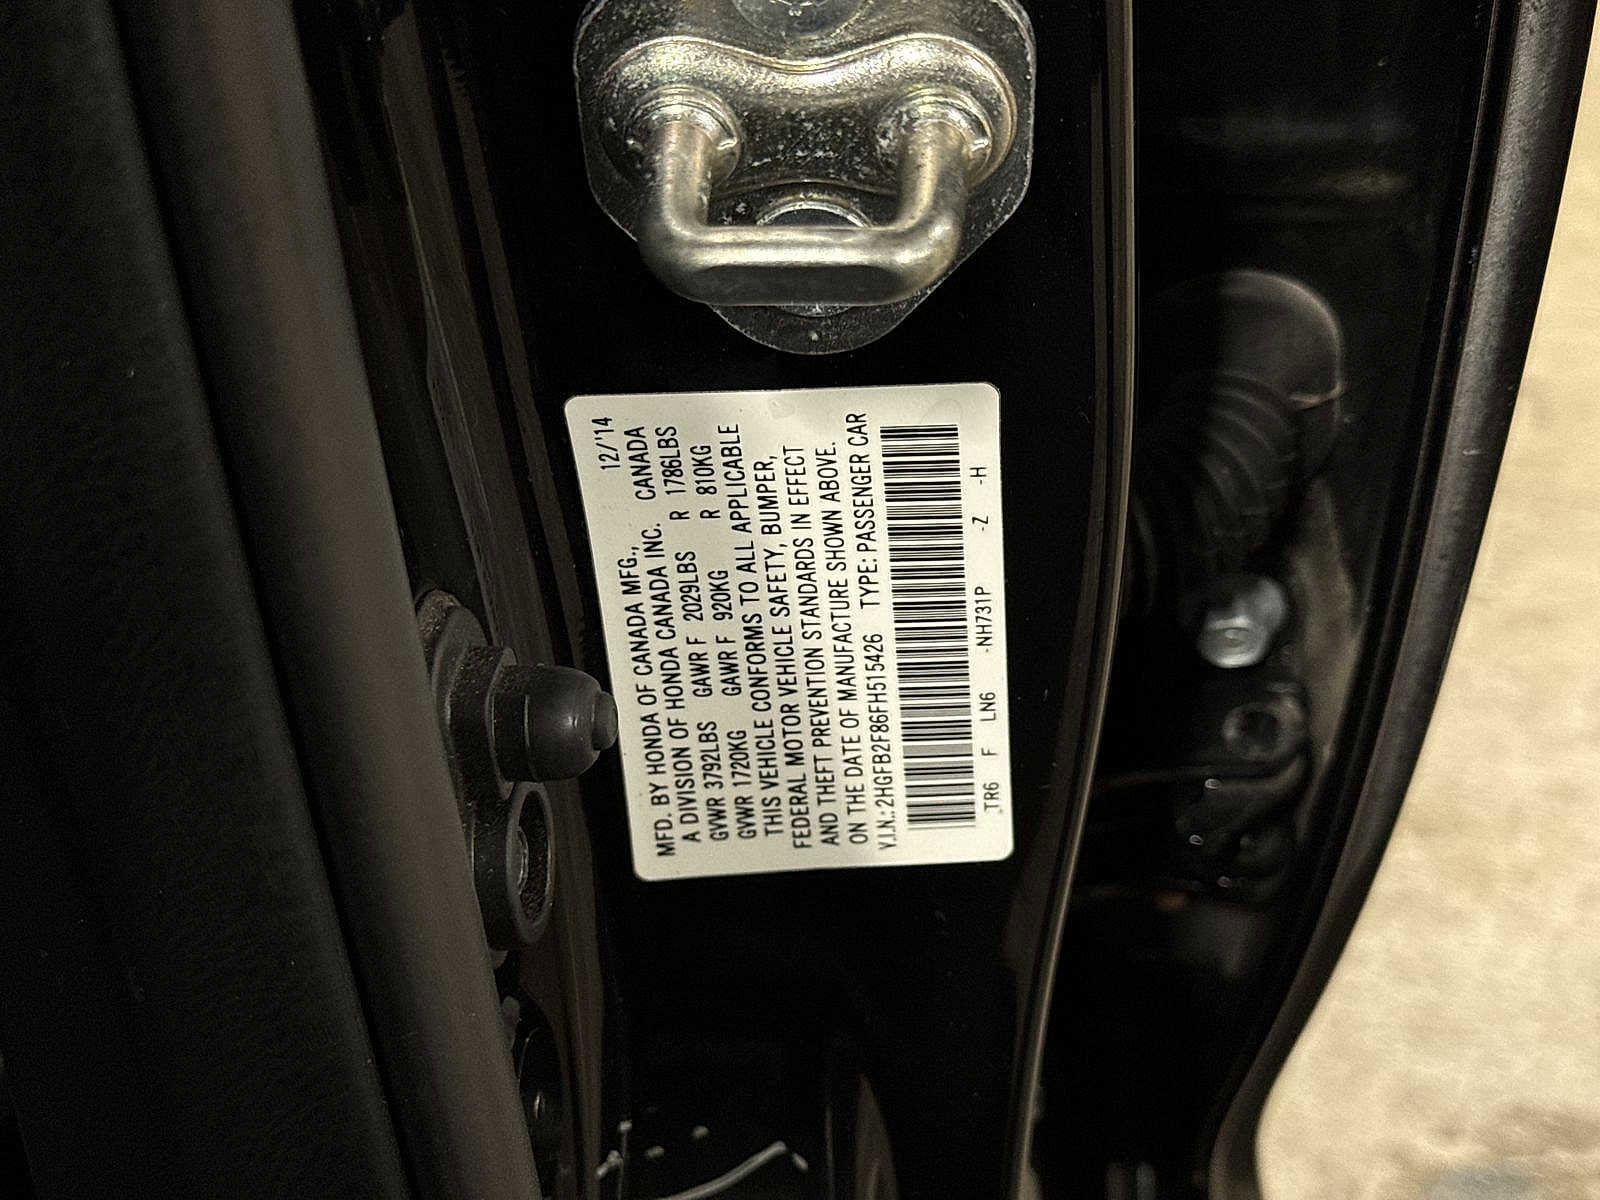 MFD. BY HONDA OF CANADA MFG., 12/'14
A DIVISION OF HONDA CANADA INC. CANADA
GVWR 3792LBS GAWR F 2029LBS R 1786LBS
GVWR 1720KG GAWR F 920KG R 810KG
THIS VEHICLE CONFORMS TO ALL APPLICABLE
FEDERAL MOTOR VEHICLE SAFETY, BUMPER,
AND THEFT PREVENTION STANDARDS IN EFFECT
ON THE DATE OF MANUFACTURE SHOWN ABOVE.
V.I.N.:2HGFB2F86FH515426 TYPE: PASSENGER CAR
TR6 F LN6 -NH731P -Z -H